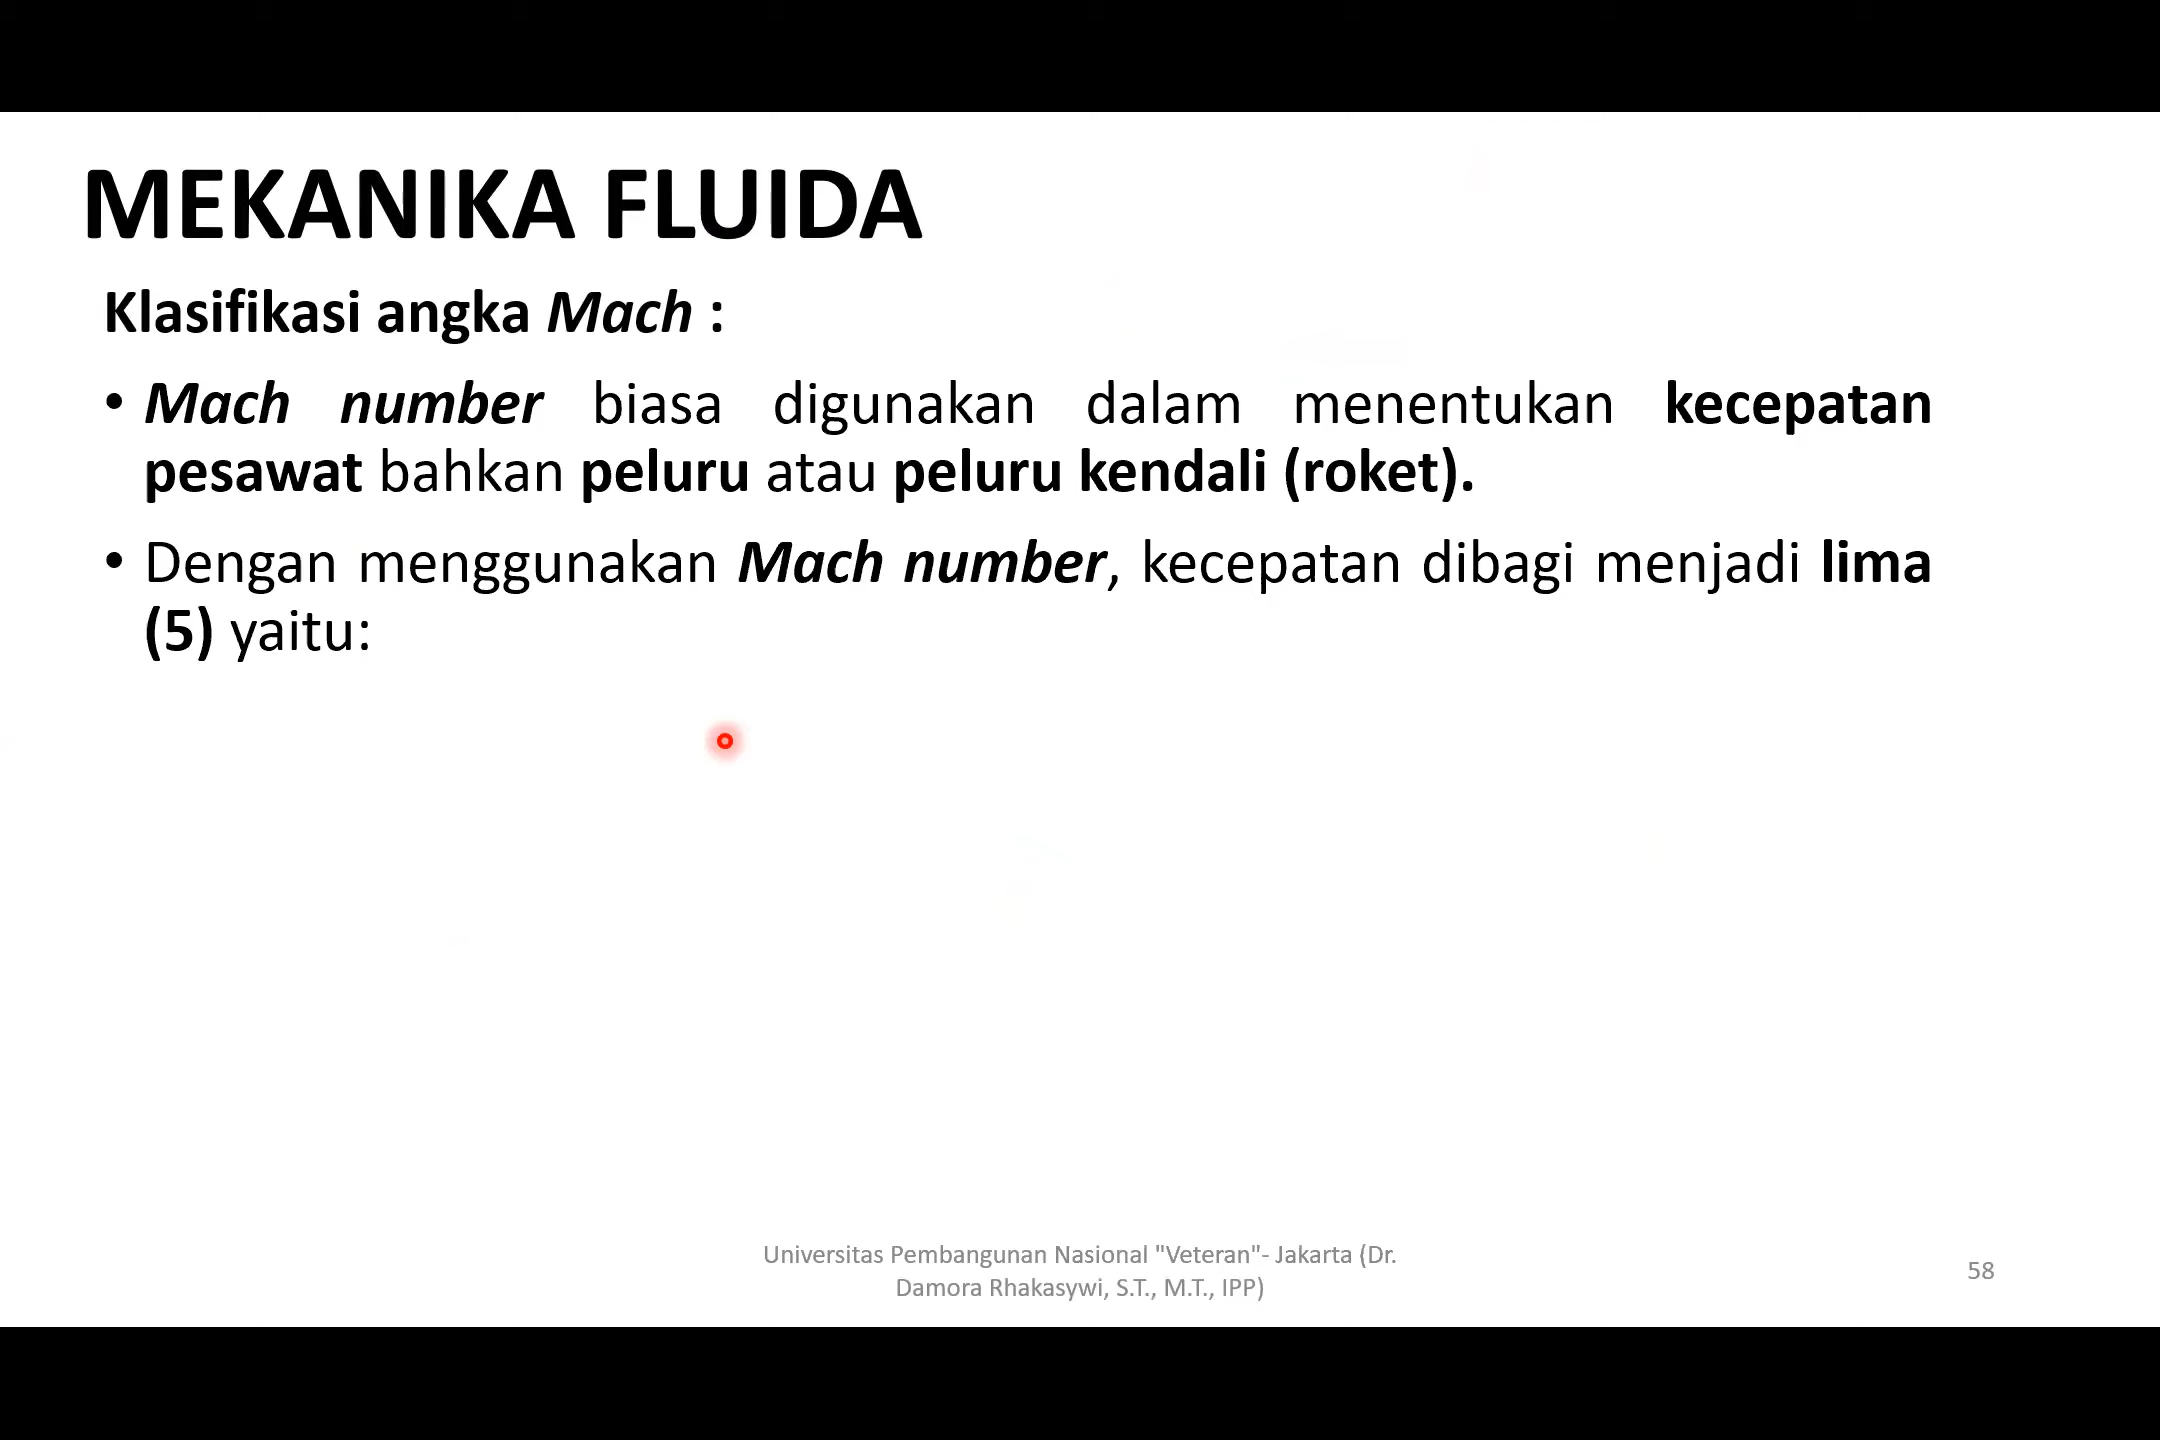 MEKANIKA FLUIDA
Klasifikasi angka Mach :
• Mach number biasa digunakan dalam menentukan kecepatan
pesawat bahkan peluru atau peluru kendali (roket).
• Dengan menggunakan Mach number, kecepatan dibagi menjadi lima
(5) yaitu:
Universitas Pembangunan Nasional "Veteran"- Jakarta (Dr.
Damora Rhakasywi, S.T., M.T., IPP)
58